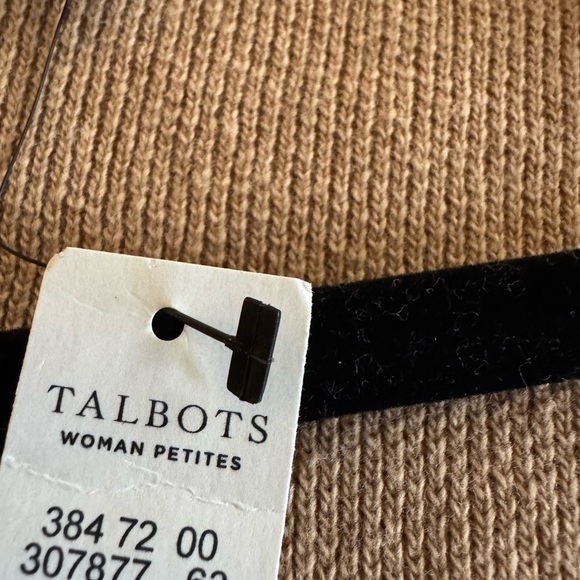 TALBOTS
WOMAN PETITES
384 72 00
307877